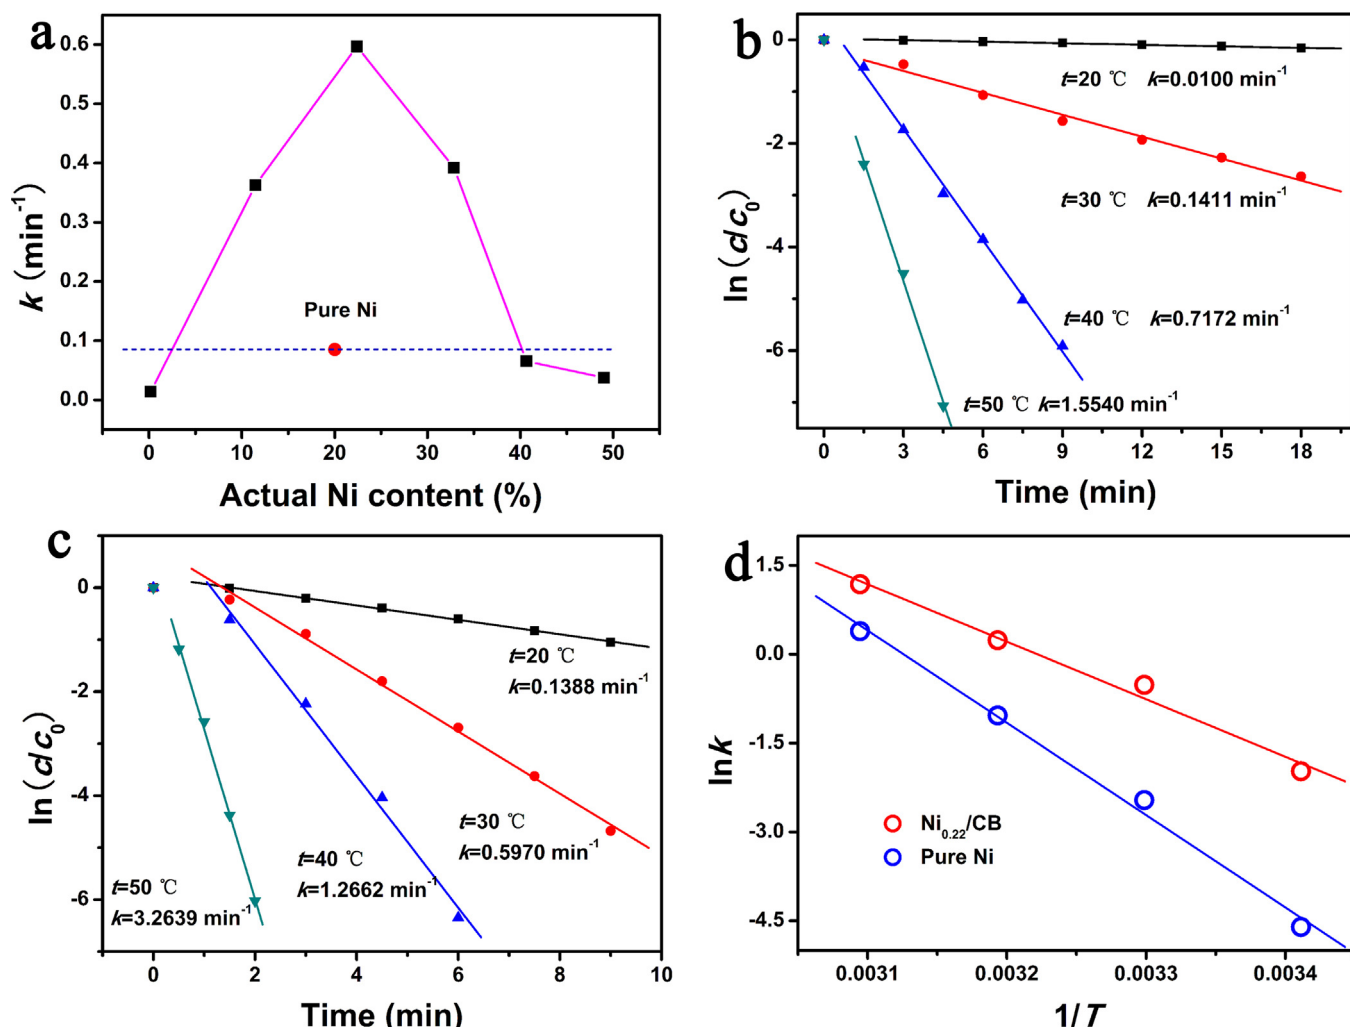 a
0.6
0.5
0.4
0.3
0.2
0.1
0.0
k (min⁻¹)
Pure Ni
0 10 20 30 40 50
Actual Ni content (%)
b
0
-2
-4
-6
ln (c/c₀)
t=20 ℃ k=0.0100 min⁻¹
t=30 ℃ k=0.1411 min⁻¹
t=40 ℃ k=0.7172 min⁻¹
t=50 ℃ k=1.5540 min⁻¹
0 3 6 9 12 15 18
Time (min)
c
0
-2
-4
-6
ln (c/c₀)
t=20 ℃
k=0.1388 min⁻¹
t=30 ℃
k=0.5970 min⁻¹
t=40 ℃
k=1.2662 min⁻¹
t=50 ℃
k=3.2639 min⁻¹
0 2 4 6 8 10
Time (min)
d
1.5
0.0
-1.5
-3.0
-4.5
lnk
Ni₀.₂₂/CB
Pure Ni
0.0031 0.0032 0.0033 0.0034
1/T